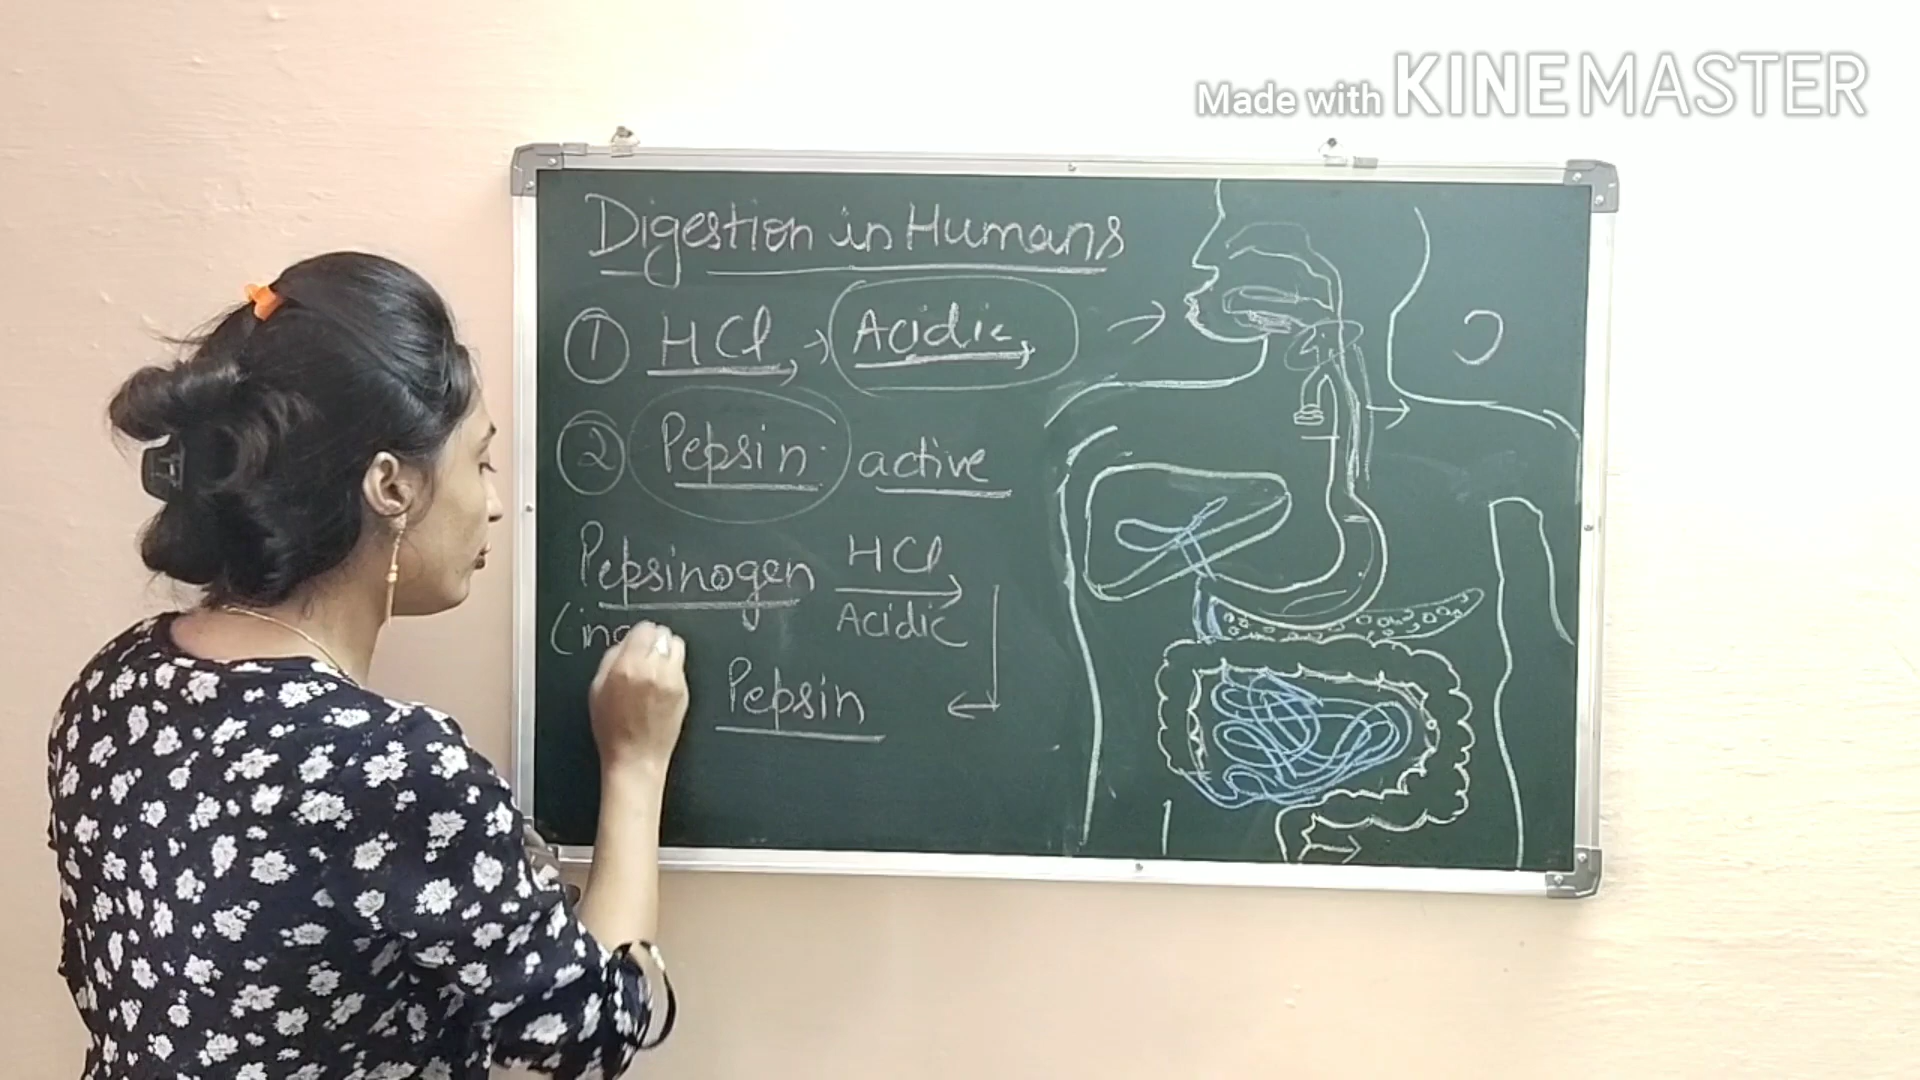 Made with KINEMASTER
Digestion in Humans
① HCl → Acidic
② Pepsin active
Pepsinogen HCl
Acidic
Pepsin